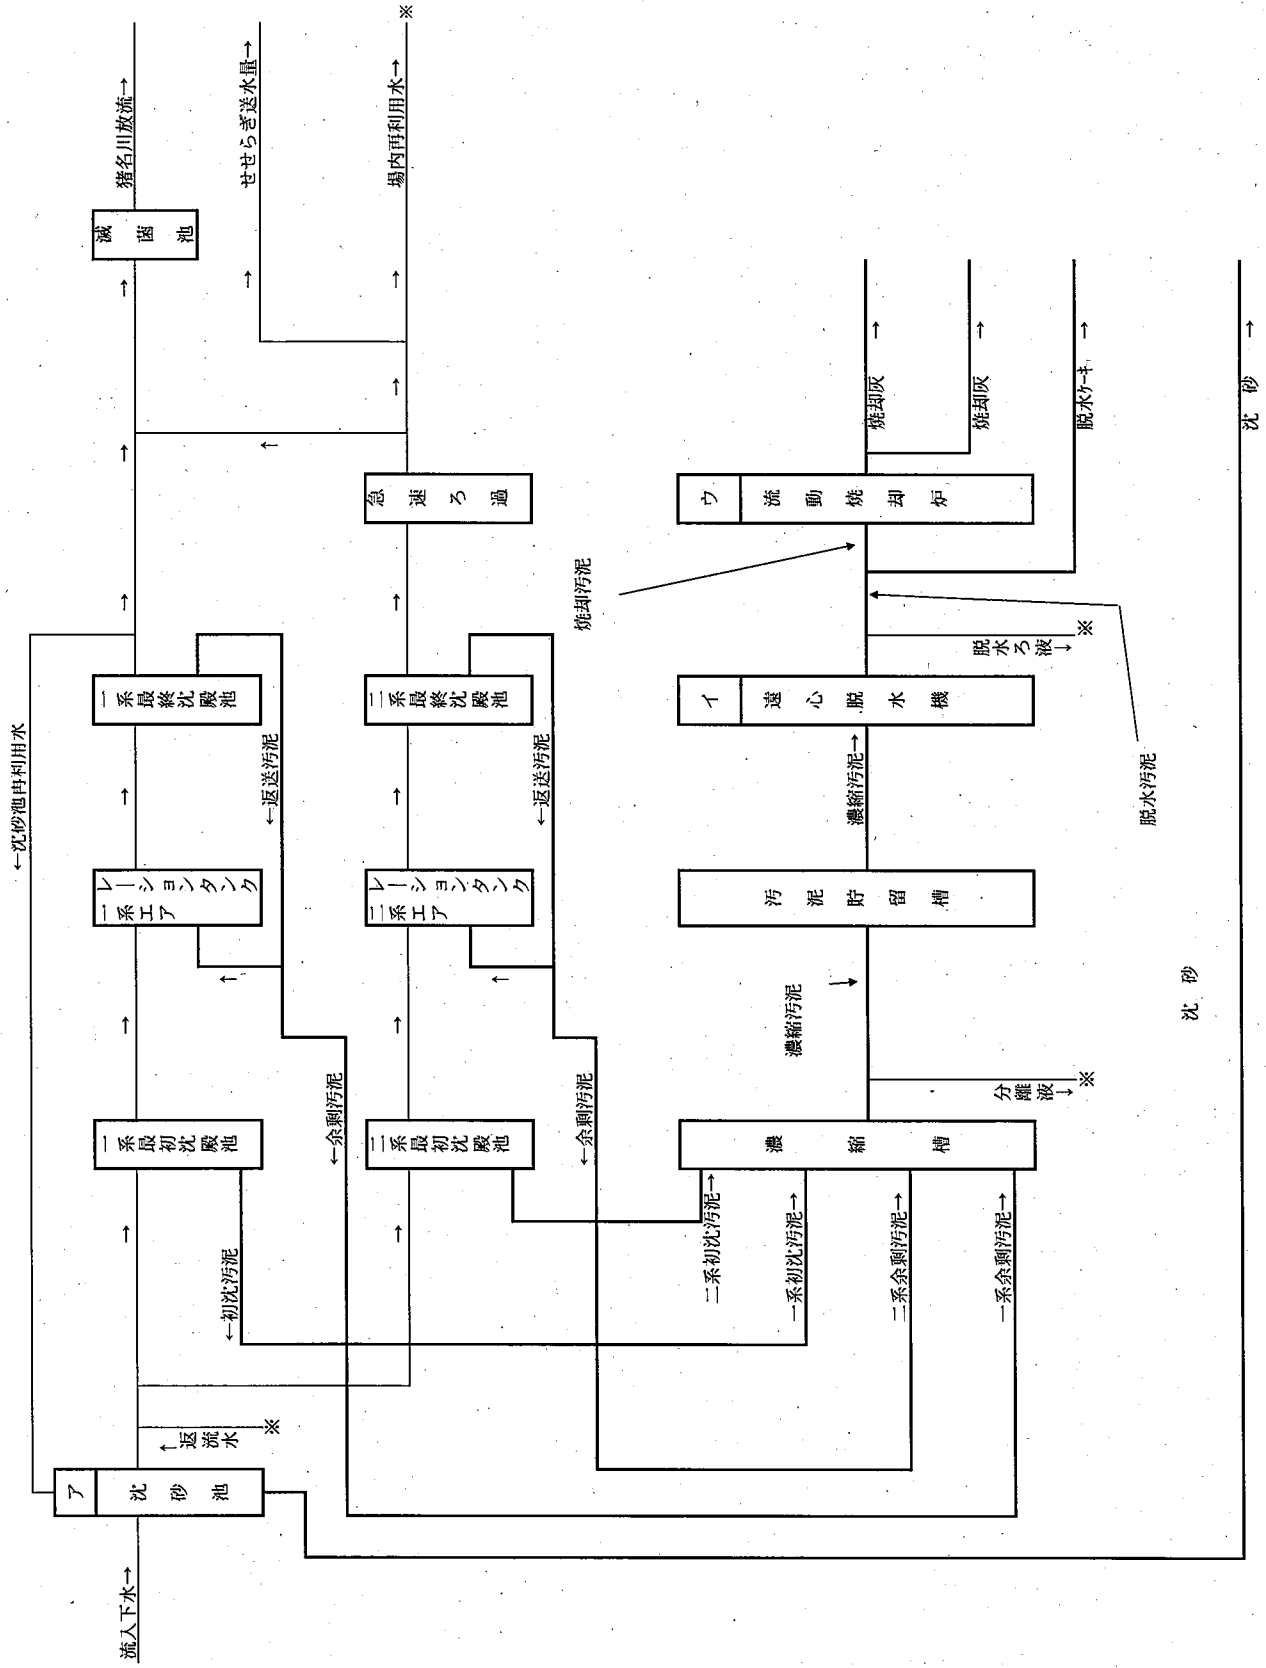 流入下水→
ア
沈砂池
←沈砂池再利用水
↑返流水
※
→
一系最初沈殿池
→
一系エアレーションタンク
→
一系最終沈殿池
→
→
→
滅菌池
猪名川放流→
←初沈汚泥
←余剰汚泥
↑
←返送汚泥
→
二系最初沈殿池
→
二系エアレーションタンク
→
二系最終沈殿池
→
急速ろ過
↑
→
→
せせらぎ送水量→
→
場内再利用水→
※
←余剰汚泥
↑
←返送汚泥
二系初沈汚泥→
一系初沈汚泥→
二系余剰汚泥→
一系余剰汚泥→
濃縮槽
分離液↓
※
濃縮汚泥
汚泥貯留槽
濃縮汚泥→
イ
遠心脱水機
脱水ろ液↓
※
脱水汚泥
焼却汚泥
ウ
流動焼却炉
焼却灰 →
焼却灰 →
脱水ケーキ →
沈砂
沈砂 →